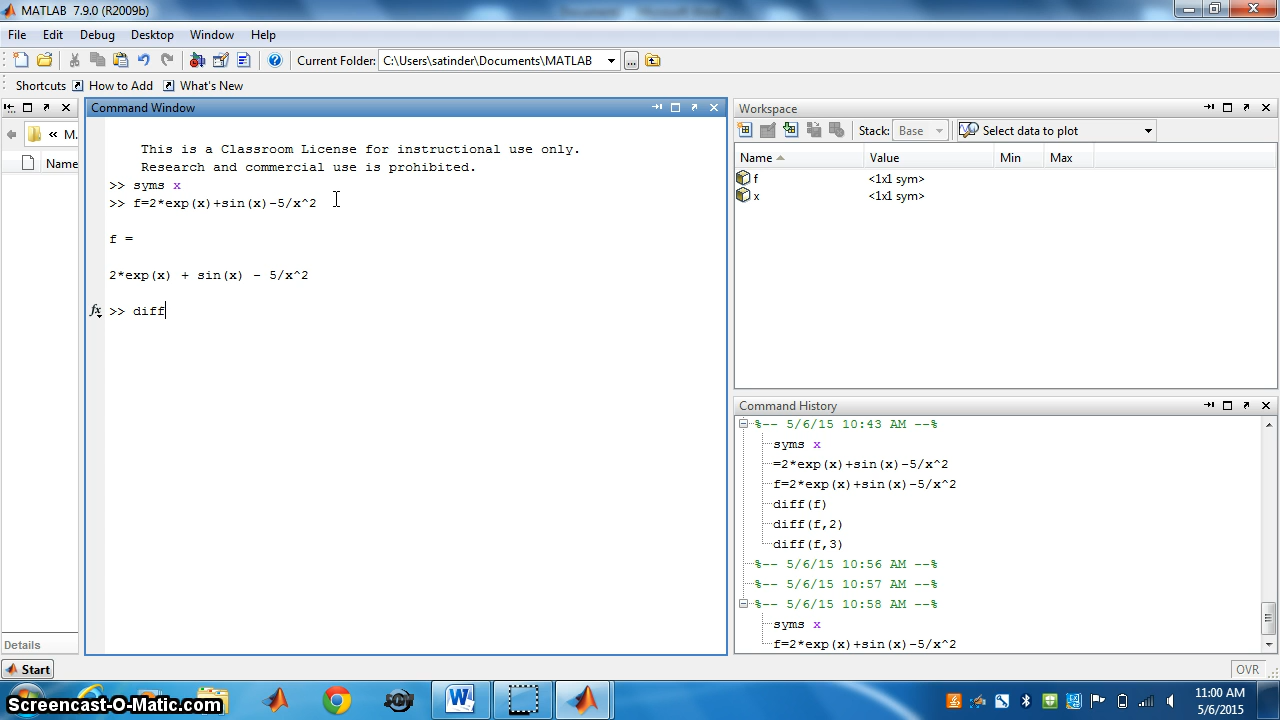 MATLAB 7.9.0 (R2009b)
File Edit Debug Desktop Window Help
Current Folder: C:\Users\satinder\Documents\MATLAB ...
Shortcuts How to Add What's New
« M.
Name
Details
Command Window
This is a Classroom License for instructional use only.
Research and commercial use is prohibited.
>> syms x
>> f=2*exp(x)+sin(x)-5/x^2
f =
2*exp(x) + sin(x) - 5/x^2
fx >> diff
Workspace
Stack: Base Select data to plot
Name Value Min Max
f <1x1 sym>
x <1x1 sym>
Command History
%-- 5/6/15 10:43 AM --%
syms x
=2*exp(x)+sin(x)-5/x^2
f=2*exp(x)+sin(x)-5/x^2
diff(f)
diff(f,2)
diff(f,3)
%-- 5/6/15 10:56 AM --%
%-- 5/6/15 10:57 AM --%
%-- 5/6/15 10:58 AM --%
syms x
f=2*exp(x)+sin(x)-5/x^2
Start
OVR
Screencast-O-Matic.com
11:00 AM
5/6/2015